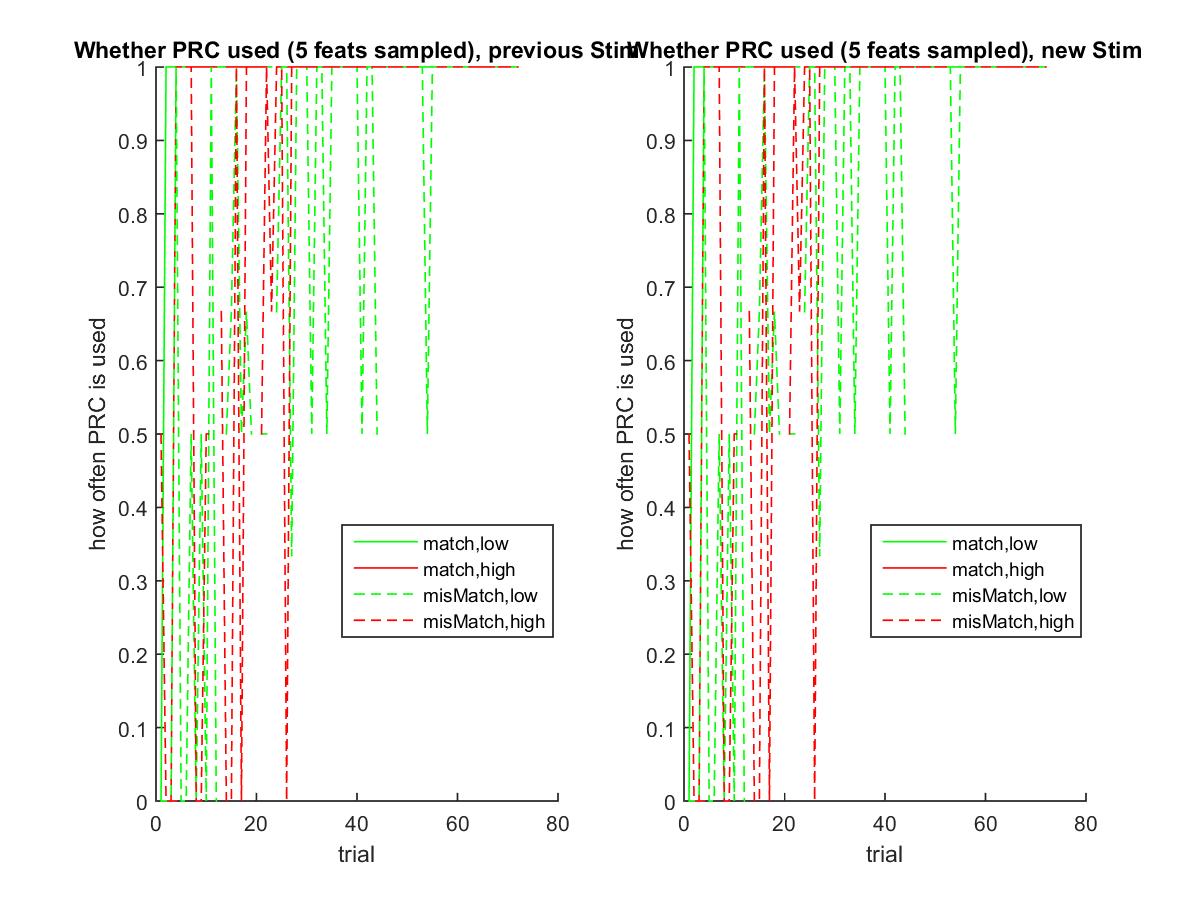 Whether PRC used (5 feats sampled), previous Stim
how often PRC is used
1
0.9
0.8
0.7
0.6
0.5
0.4
0.3
0.2
0.1
0
0 20 40 60 80
trial
match,low
match,high
misMatch,low
misMatch,high
Whether PRC used (5 feats sampled), new Stim
how often PRC is used
1
0.9
0.8
0.7
0.6
0.5
0.4
0.3
0.2
0.1
0
0 20 40 60 80
trial
match,low
match,high
misMatch,low
misMatch,high